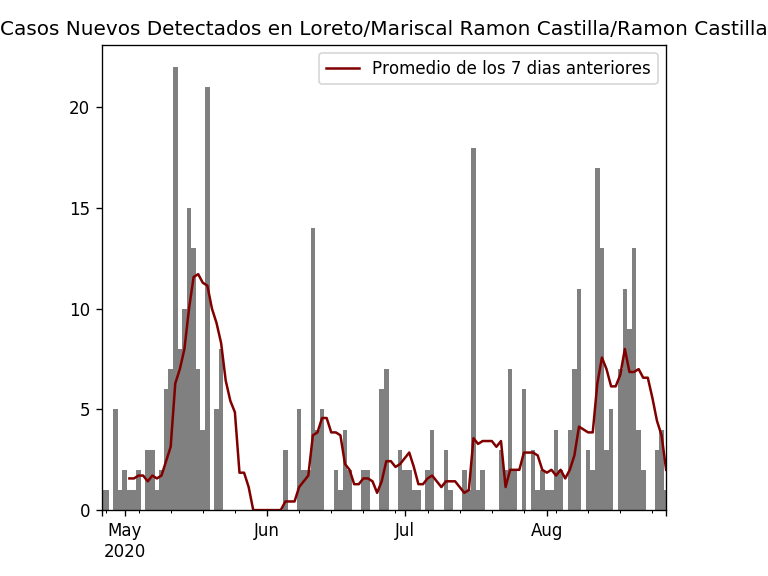 Casos Nuevos Detectados en Loreto/Mariscal Ramon Castilla/Ramon Castilla
Promedio de los 7 dias anteriores
20
15
10
5
0
May Jun Jul Aug
2020